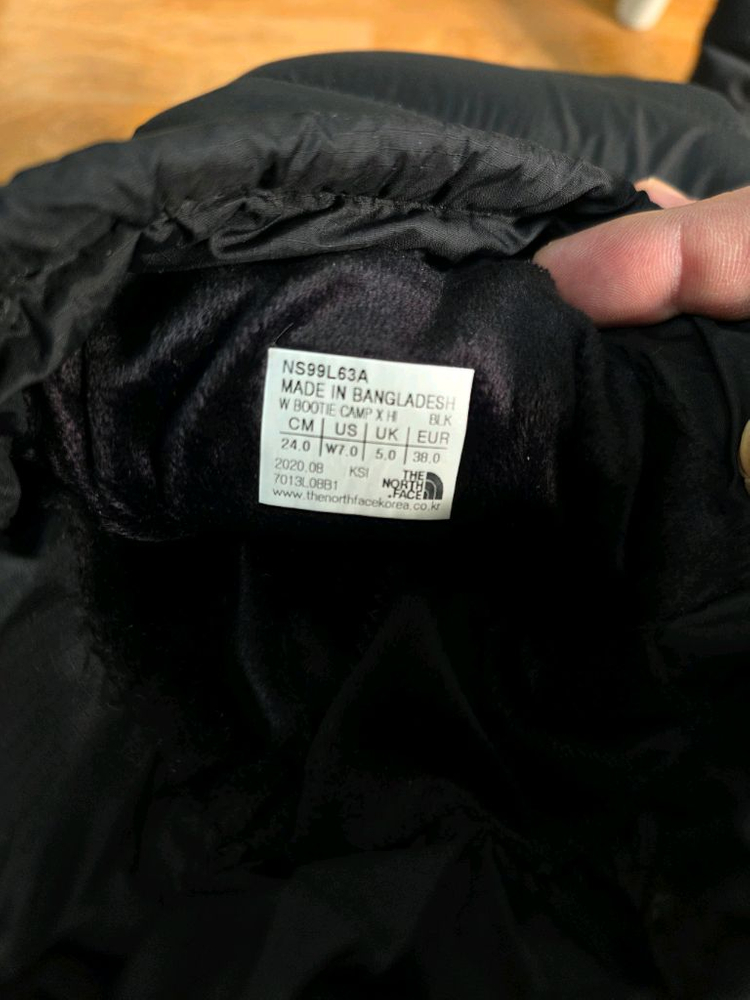 NS99L63A
MADE IN BANGLADESH
W BOOTIE CAMP X HI BLK
CM US UK EUR
24.0 W7.0 5.0 38.0
2020.08 KSI
7013L08B1
THE
NORTH
FACE
www.thenorthfacekorea.co.kr